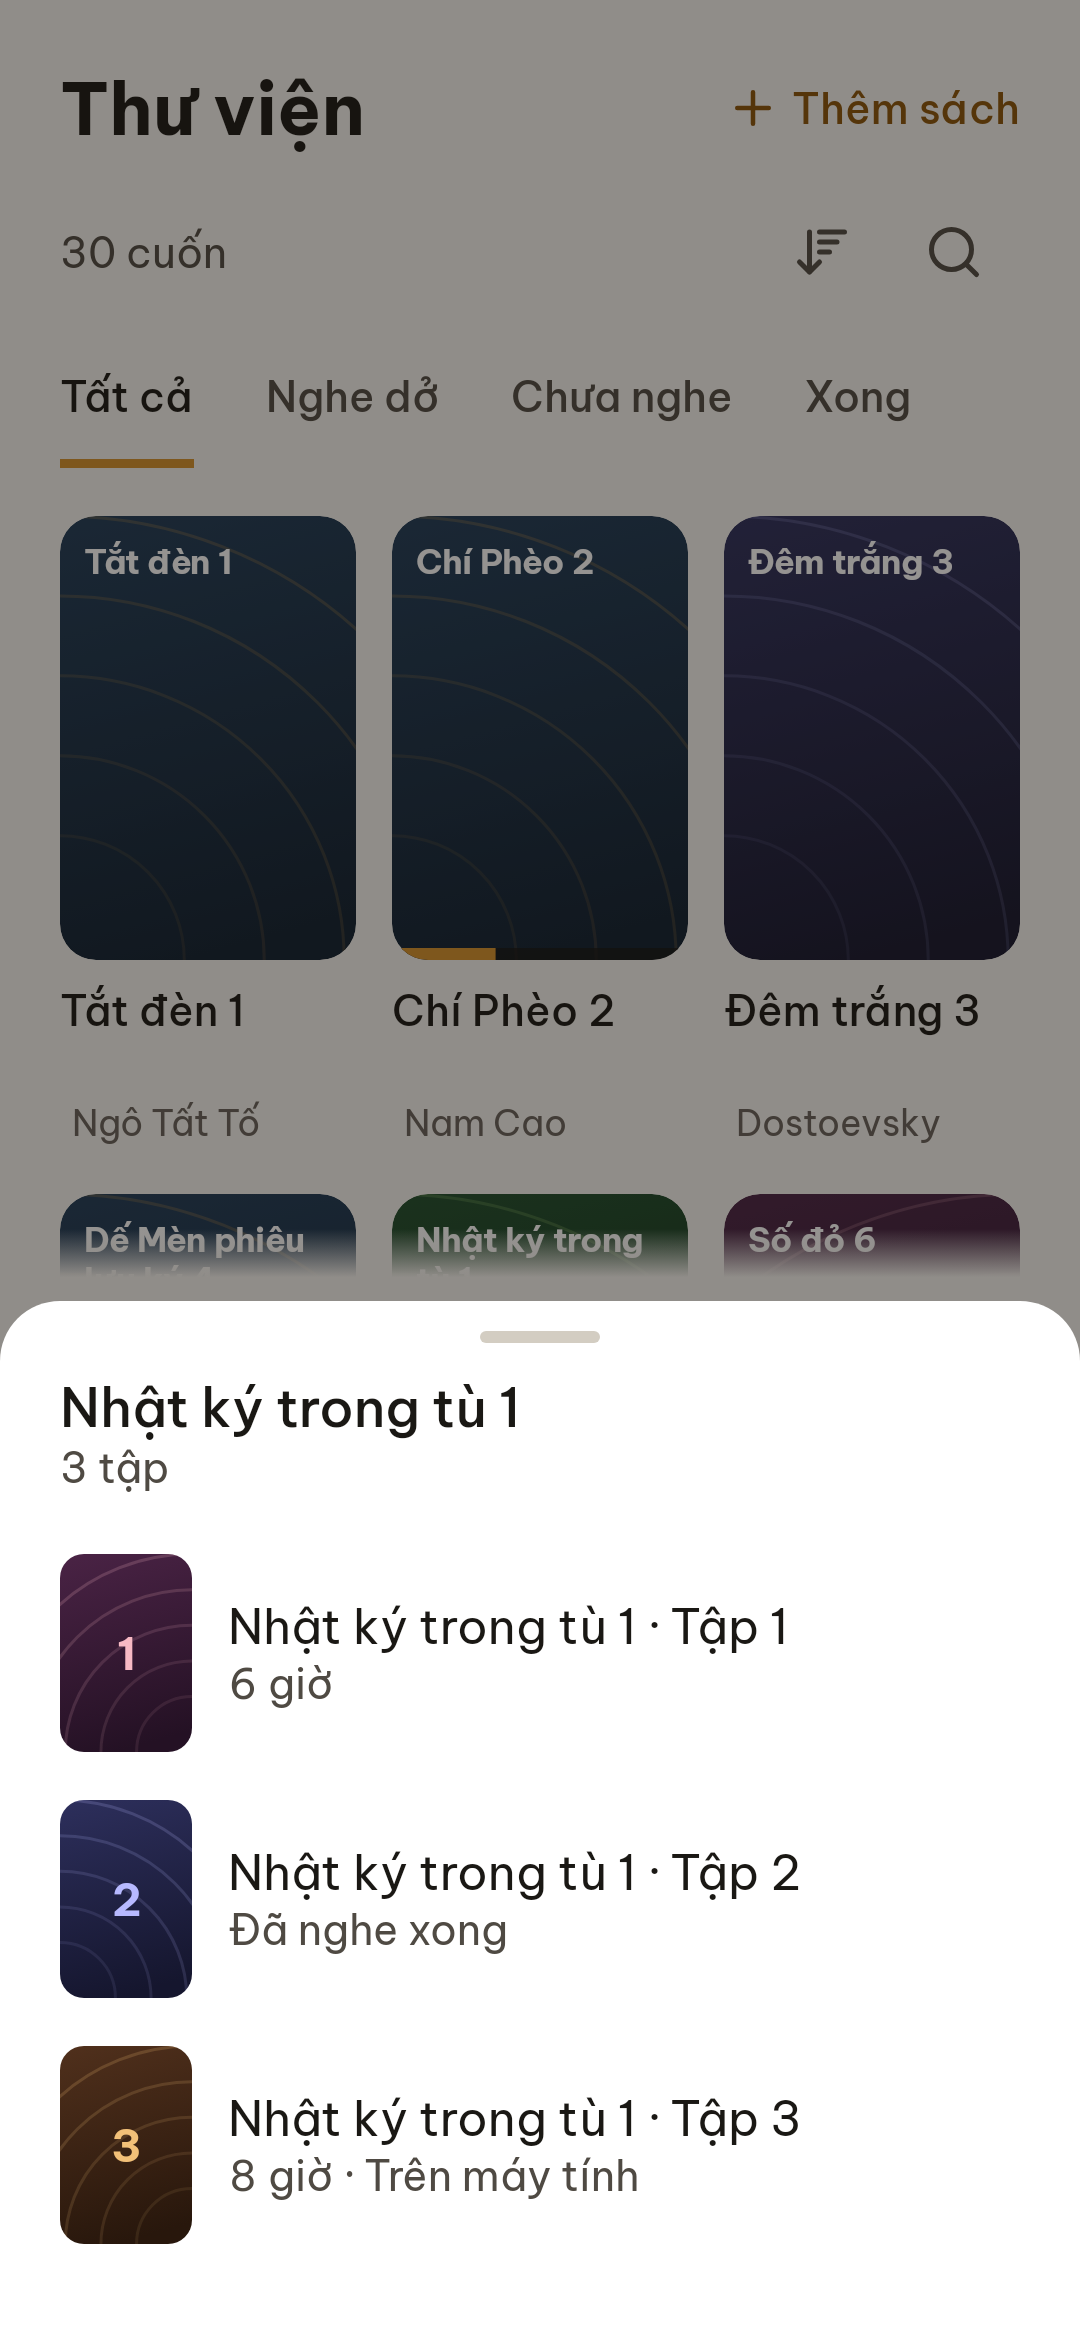 Thư viện
Thêm sách
30 cuốn
Tất cả
Nghe dở
Chưa nghe
Xong
Tắt đèn 1
Chí Phèo 2
Đêm trắng 3
Tắt đèn 1
Chí Phèo 2
Đêm trắng 3
Ngô Tất Tố
Nam Cao
Dostoevsky
Dế Mèn phiêu
Nhật ký trong
Số đỏ 6
Nhật ký trong tù 1
3 tập
1
Nhật ký trong tù 1 · Tập 1
6 giờ
2
Nhật ký trong tù 1 · Tập 2
Đã nghe xong
3
Nhật ký trong tù 1 · Tập 3
8 giờ · Trên máy tính